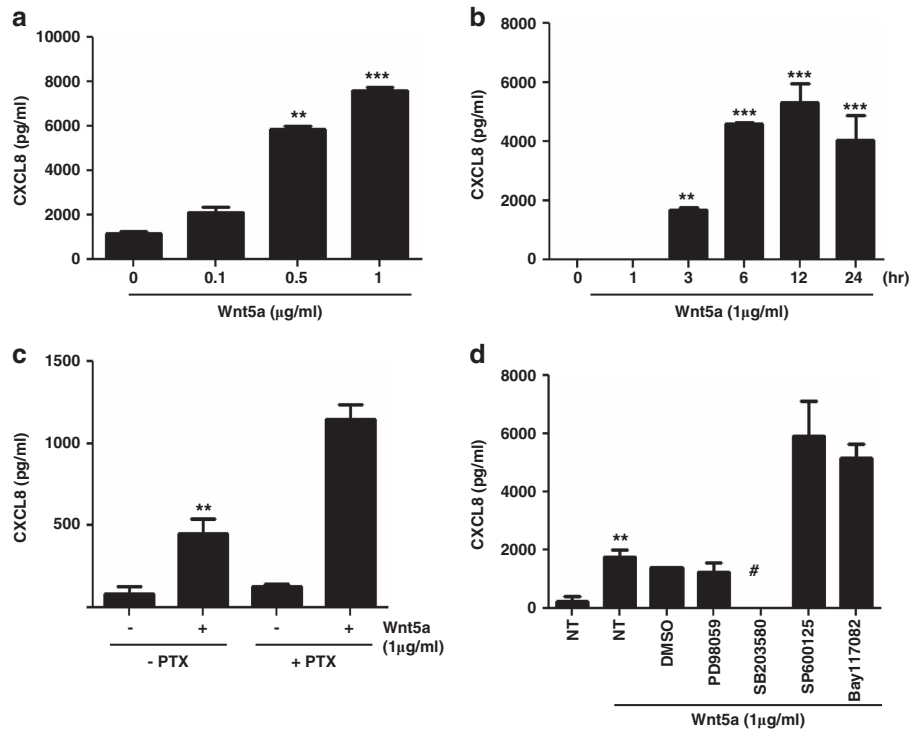 a
10000
8000
6000
4000
2000
0
CXCL8 (pg/ml)
**
***
0 0.1 0.5 1
Wnt5a (μg/ml)
b
8000
6000
4000
2000
0
CXCL8 (pg/ml)
**
***
***
***
0 1 3 6 12 24 (hr)
Wnt5a (1μg/ml)
c
1500
1000
500
CXCL8 (pg/ml)
**
- + - + Wnt5a
(1μg/ml)
- PTX + PTX
d
8000
6000
4000
2000
0
CXCL8 (pg/ml)
**
#
NT
NT
DMSO
PD98059
SB203580
SP600125
Bay117082
Wnt5a (1μg/ml)